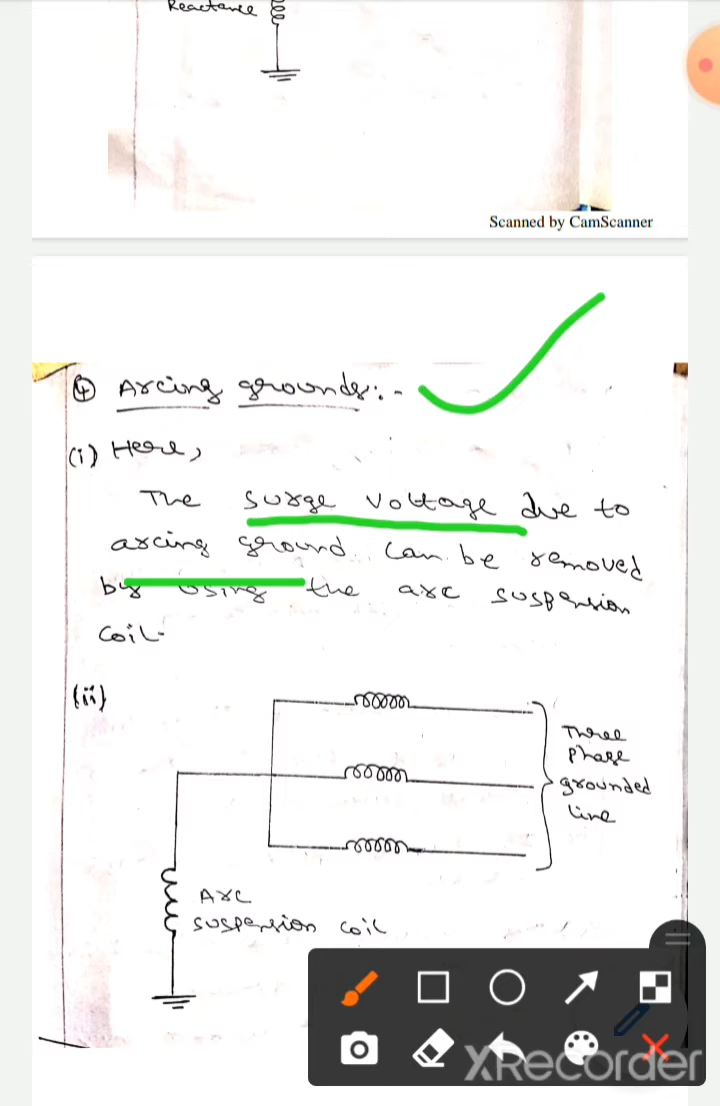 Reactance
Scanned by CamScanner
④ Arcing grounds:-
(i) Here,
The surge voltage due to
arcing ground can be removed
by using the arc suspension
coil-
(ii)
Three
phase
grounded
line
Arc
suspension coil
XRecorder